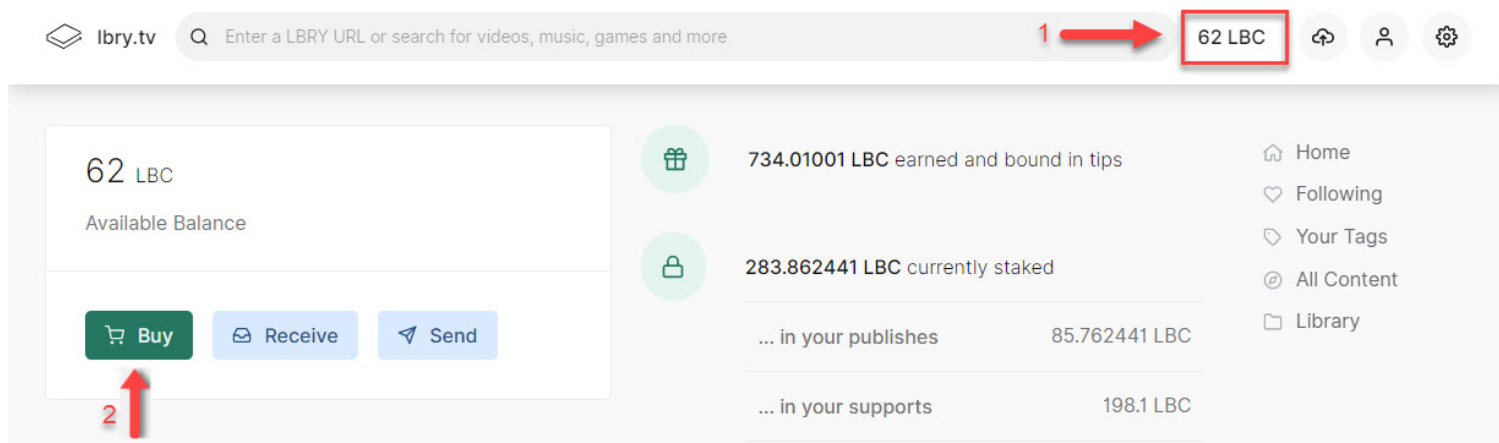 lbry.tv
Enter a LBRY URL or search for videos, music, games and more
1
62 LBC
62 LBC
Available Balance
Buy
Receive
Send
2
734.01001 LBC earned and bound in tips
283.862441 LBC currently staked
... in your publishes 85.762441 LBC
... in your supports 198.1 LBC
Home
Following
Your Tags
All Content
Library